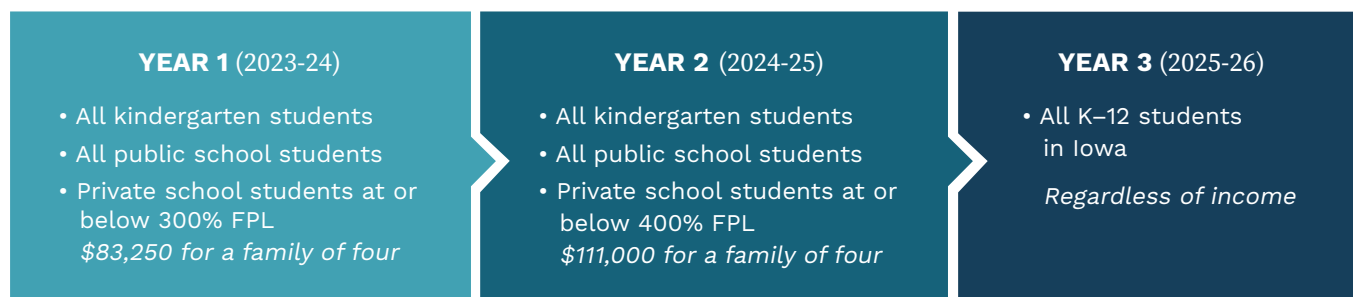 YEAR 1 (2023-24)
• All kindergarten students
• All public school students
• Private school students at or
below 300% FPL
$83,250 for a family of four
YEAR 2 (2024-25)
• All kindergarten students
• All public school students
• Private school students at or
below 400% FPL
$111,000 for a family of four
YEAR 3 (2025-26)
• All K–12 students
in Iowa
Regardless of income